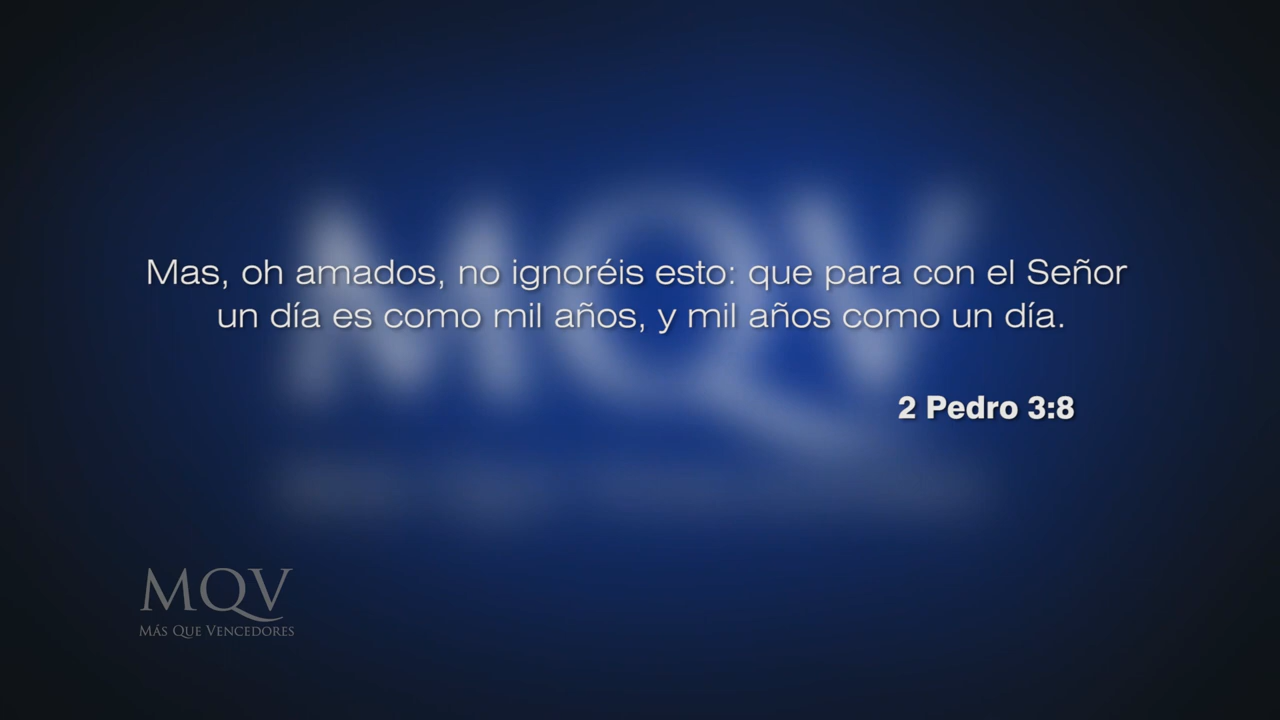 Mas, oh amados, no ignoréis esto: que para con el Señor
un día es como mil años, y mil años como un día.
2 Pedro 3:8
MQV
MQV
MÁS QUE VENCEDORES